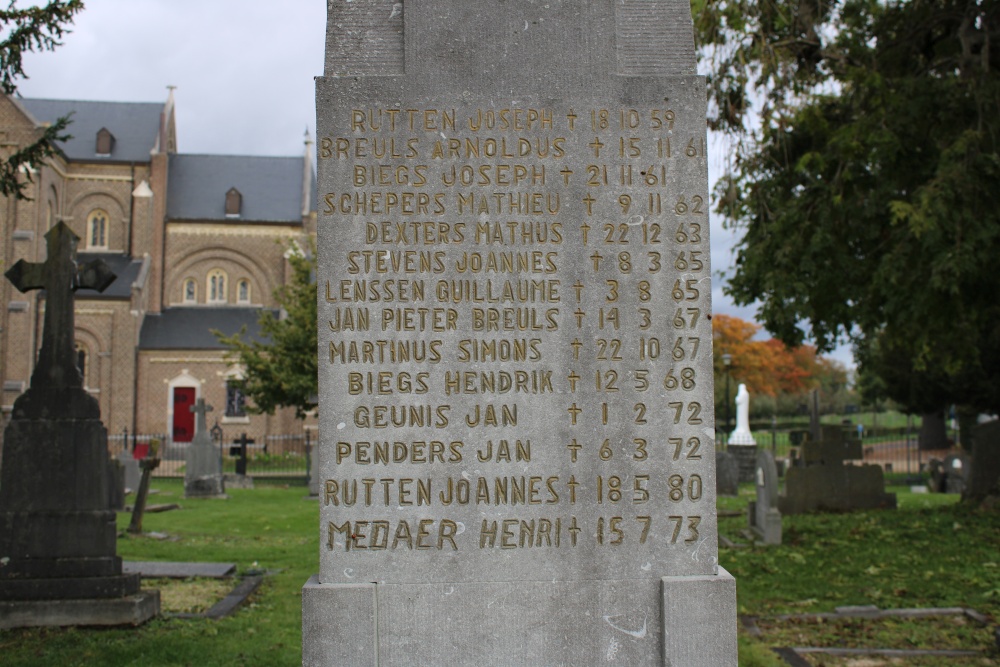 RUTTEN JOSEPH † 18 10 59
BREULS ARNOLDUS † 15 11 61
BIEGS JOSEPH † 21 11 61
SCHEPERS MATHIEU † 9 11 62
DEXTERS MATHUS † 22 12 63
STEVENS JOANNES † 8 3 65
LENSSEN GUILLAUME † 3 8 65
JAN PIETER BREULS † 14 3 67
MARTINUS SIMONS † 22 10 67
BIEGS HENDRIK † 12 5 68
GEUNIS JAN † 1 2 72
PENDERS JAN † 6 3 72
RUTTEN JOANNES † 18 5 80
MEDAER HENRI † 15 7 73